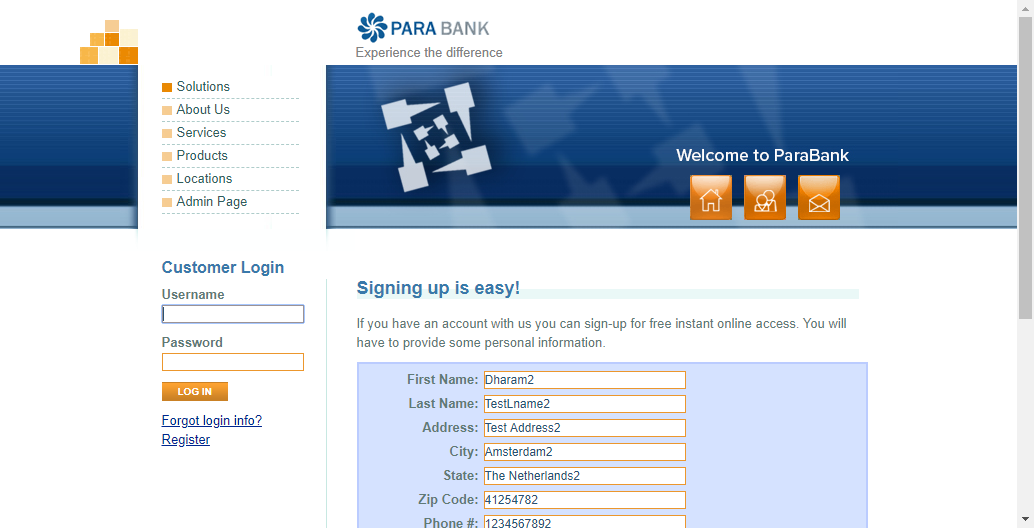 PARA BANK
Experience the difference
Solutions
About Us
Services
Products
Locations
Admin Page
Welcome to ParaBank
Customer Login
Username
Password
LOG IN
Forgot login info?
Register
Signing up is easy!
If you have an account with us you can sign-up for free instant online access. You will
have to provide some personal information.
First Name: Dharam2
Last Name: TestLname2
Address: Test Address2
City: Amsterdam2
State: The Netherlands2
Zip Code: 41254782
Phone #: 1234567892